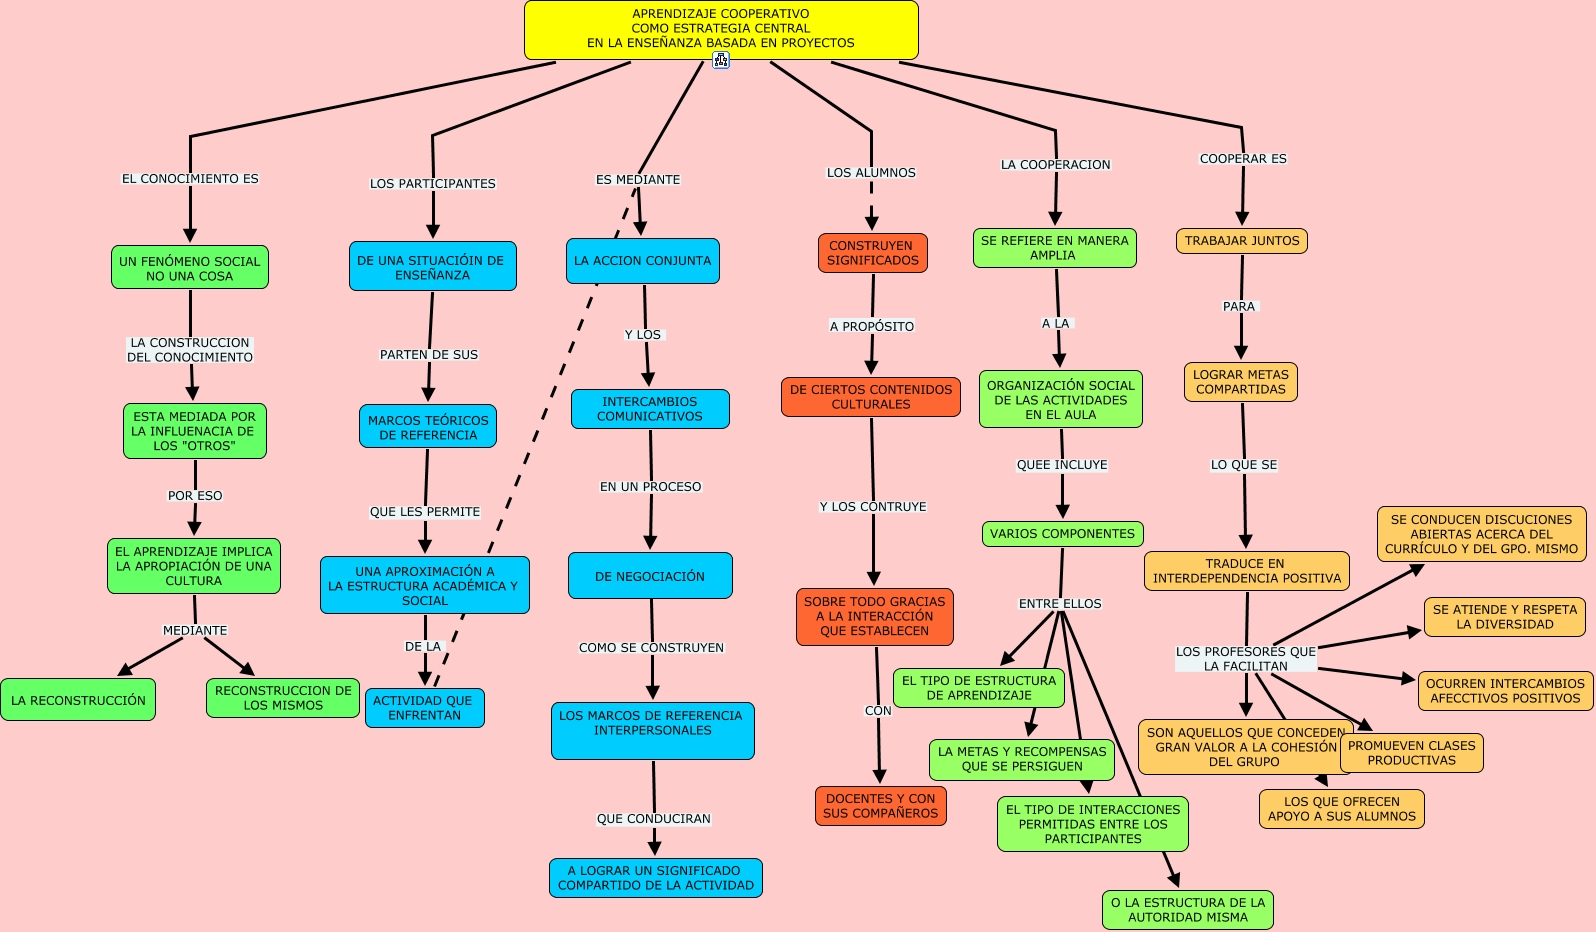 APRENDIZAJE COOPERATIVO
COMO ESTRATEGIA CENTRAL
EN LA ENSEÑANZA BASADA EN PROYECTOS
EL CONOCIMIENTO ES
UN FENÓMENO SOCIAL
NO UNA COSA
LA CONSTRUCCION
DEL CONOCIMIENTO
ESTA MEDIADA POR
LA INFLUENACIA DE
LOS "OTROS"
POR ESO
EL APRENDIZAJE IMPLICA
LA APROPIACIÓN DE UNA
CULTURA
MEDIANTE
LA RECONSTRUCCIÓN
RECONSTRUCCION DE
LOS MISMOS
LOS PARTICIPANTES
DE UNA SITUACIÓIN DE
ENSEÑANZA
PARTEN DE SUS
MARCOS TEÓRICOS
DE REFERENCIA
QUE LES PERMITE
UNA APROXIMACIÓN A
LA ESTRUCTURA ACADÉMICA Y
SOCIAL
DE LA
ACTIVIDAD QUE
ENFRENTAN
ES MEDIANTE
LA ACCION CONJUNTA
Y LOS
INTERCAMBIOS
COMUNICATIVOS
EN UN PROCESO
DE NEGOCIACIÓN
COMO SE CONSTRUYEN
LOS MARCOS DE REFERENCIA
INTERPERSONALES
QUE CONDUCIRAN
A LOGRAR UN SIGNIFICADO
COMPARTIDO DE LA ACTIVIDAD
LOS ALUMNOS
CONSTRUYEN
SIGNIFICADOS
A PROPÓSITO
DE CIERTOS CONTENIDOS
CULTURALES
Y LOS CONTRUYE
SOBRE TODO GRACIAS
A LA INTERACCIÓN
QUE ESTABLECEN
CON
DOCENTES Y CON
SUS COMPAÑEROS
LA COOPERACION
SE REFIERE EN MANERA
AMPLIA
A LA
ORGANIZACIÓN SOCIAL
DE LAS ACTIVIDADES
EN EL AULA
QUEE INCLUYE
VARIOS COMPONENTES
ENTRE ELLOS
EL TIPO DE ESTRUCTURA
DE APRENDIZAJE
LA METAS Y RECOMPENSAS
QUE SE PERSIGUEN
EL TIPO DE INTERACCIONES
PERMITIDAS ENTRE LOS
PARTICIPANTES
O LA ESTRUCTURA DE LA
AUTORIDAD MISMA
COOPERAR ES
TRABAJAR JUNTOS
PARA
LOGRAR METAS
COMPARTIDAS
LO QUE SE
TRADUCE EN
INTERDEPENDENCIA POSITIVA
LOS PROFESORES QUE
LA FACILITAN
SE CONDUCEN DISCUCIONES
ABIERTAS ACERCA DEL
CURRÍCULO Y DEL GPO. MISMO
SE ATIENDE Y RESPETA
LA DIVERSIDAD
OCURREN INTERCAMBIOS
AFECCTIVOS POSITIVOS
SON AQUELLOS QUE CONCEDEN
GRAN VALOR A LA COHESIÓN
DEL GRUPO
PROMUEVEN CLASES
PRODUCTIVAS
LOS QUE OFRECEN
APOYO A SUS ALUMNOS